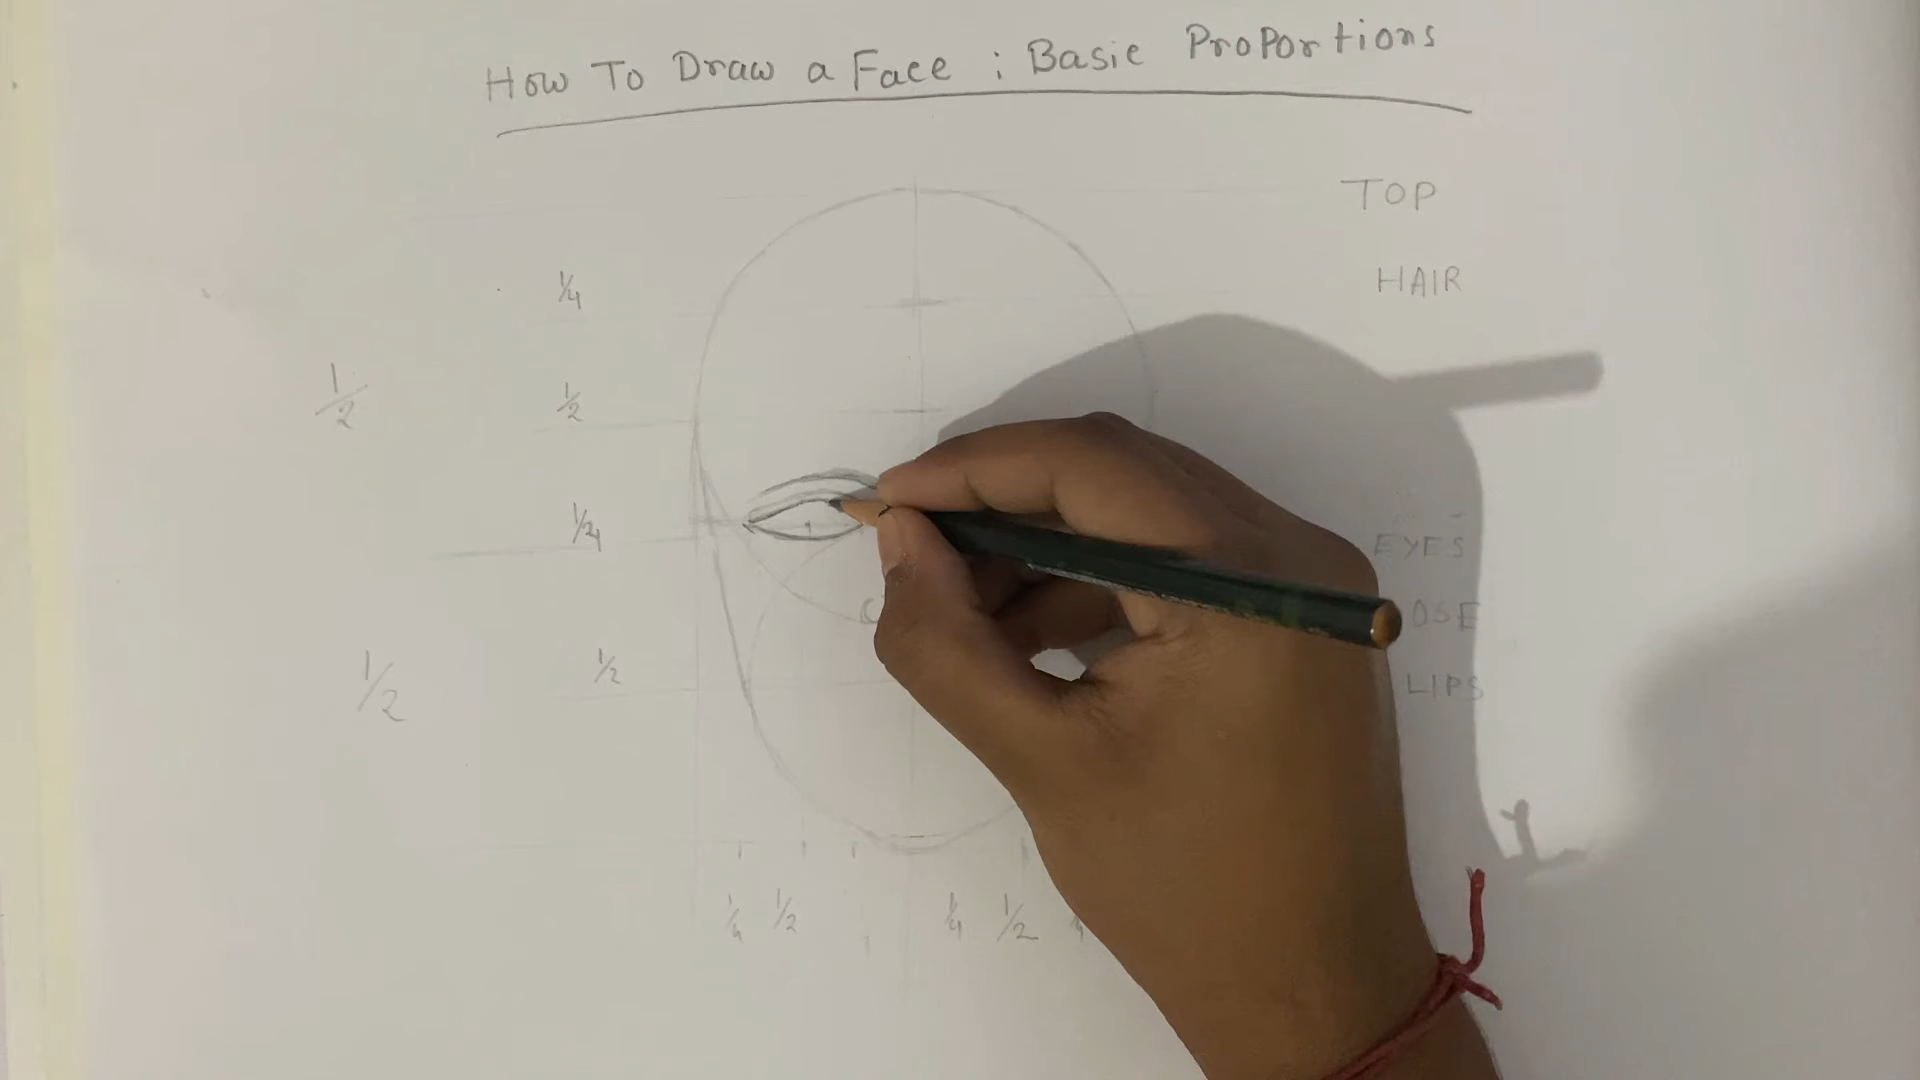 How To Draw a Face : Basic Proportions
TOP
1/4 HAIR
1/2 1/2
1/4 EYES
OSE
1/2 1/2 LIPS
1/4 1/2 1/4 1/2